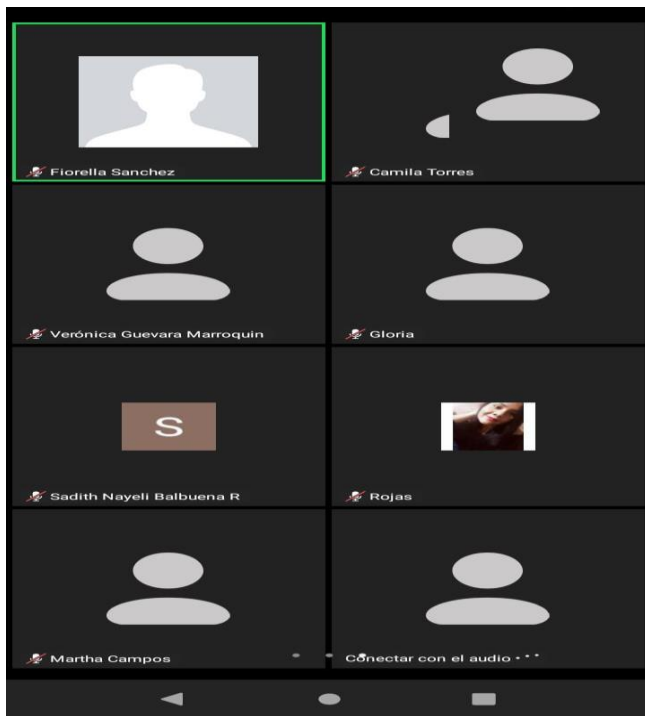 Fiorella Sanchez
Camila Torres
Verónica Guevara Marroquin
Gloria
S
Sadith Nayeli Balbuena R
Rojas
Martha Campos
Conectar con el audio ···